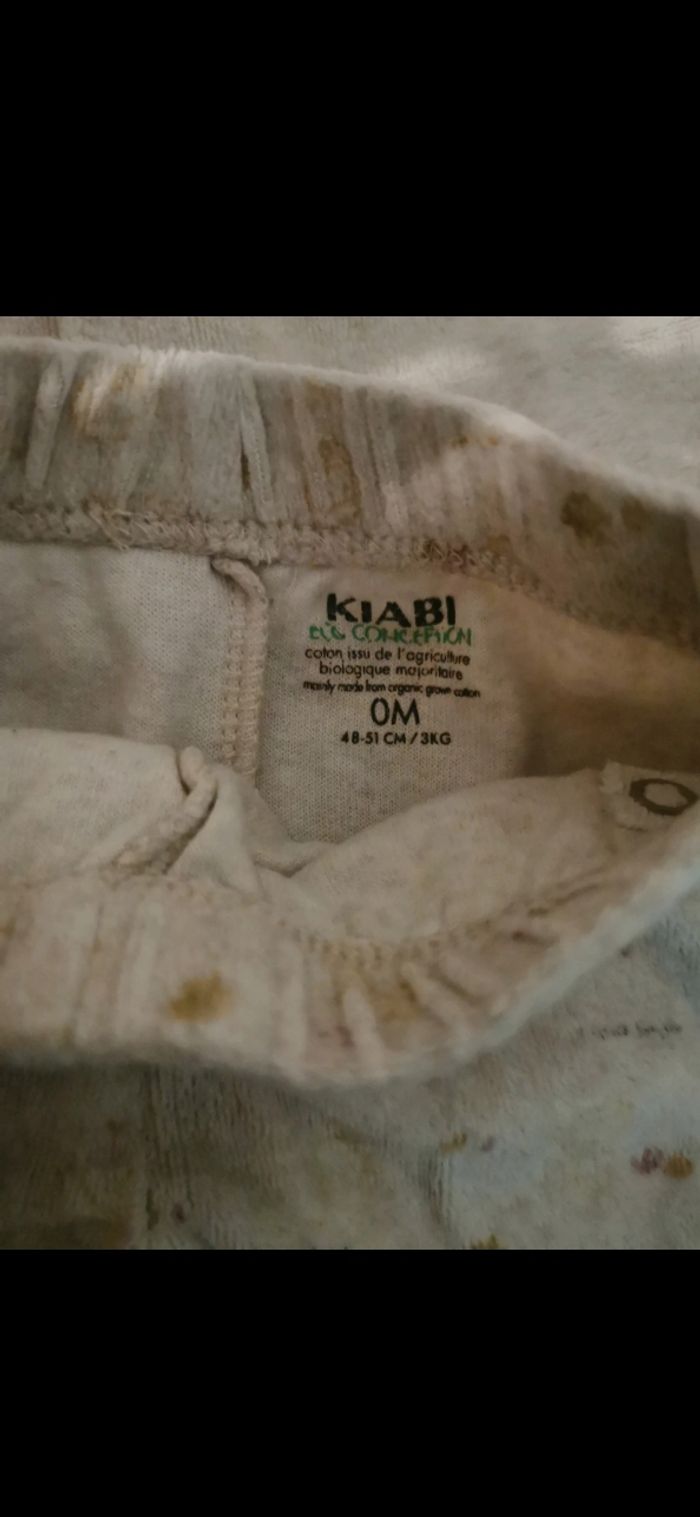 KIABI
ECO CONCEPTION
coton issu de l'agriculture
biologique majoritaire
mainly made from organic grown cotton
0M
48-51 CM / 3KG